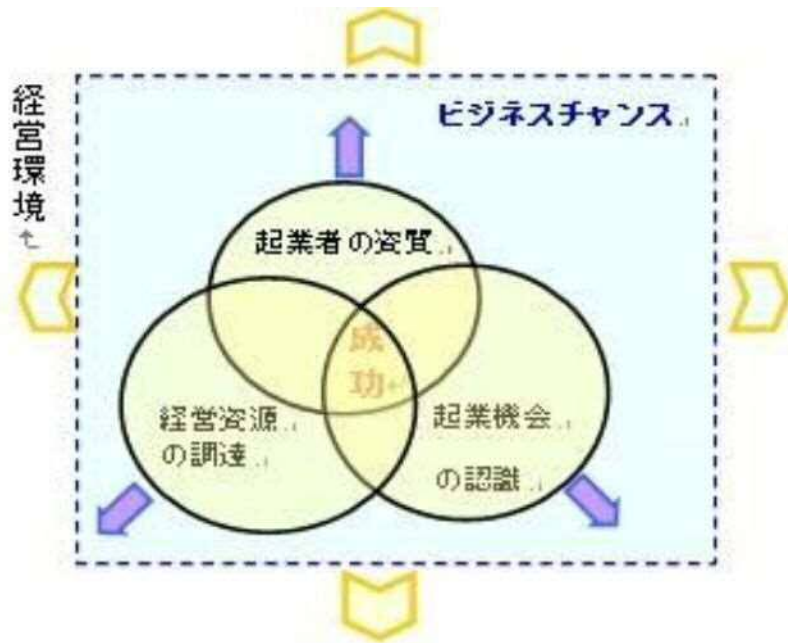 経営環境
ビジネスチャンス
起業者の資質
成
功
経営資源
の調達
起業機会
の認識